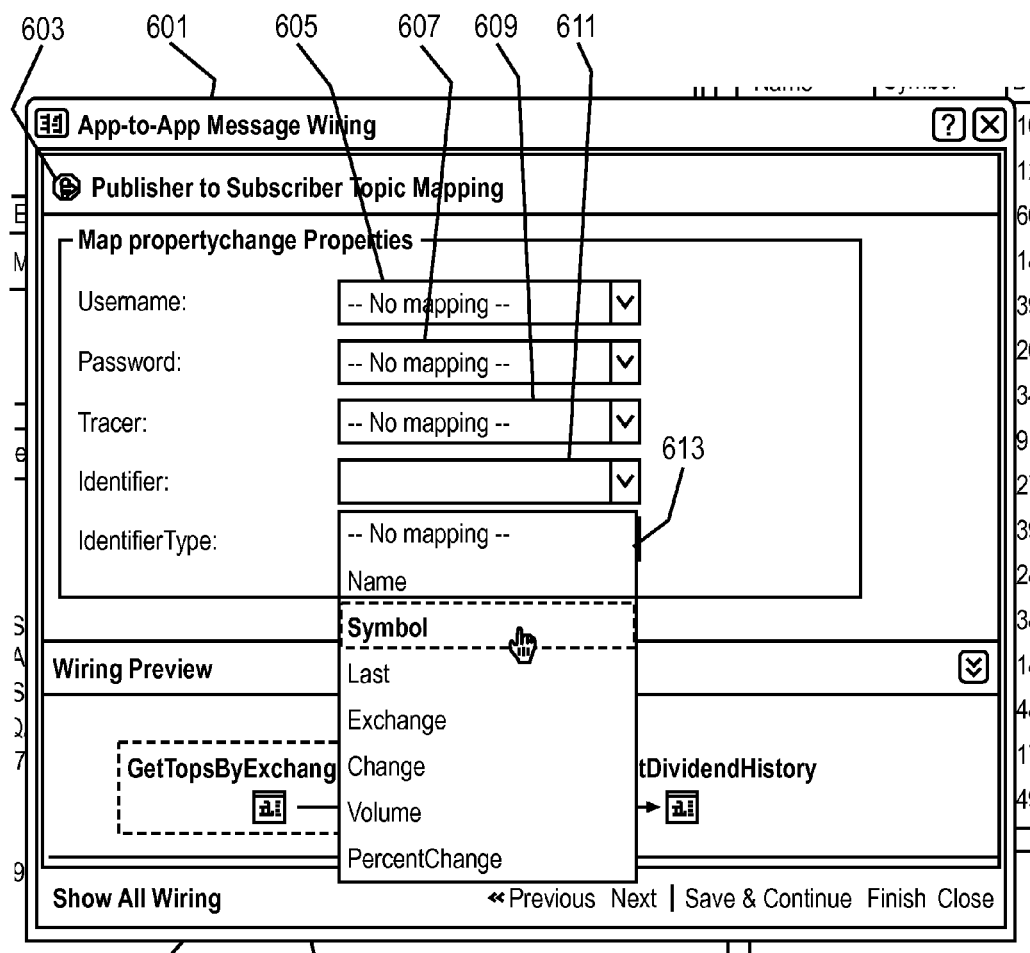 603 601 605 607 609 611
App-to-App Message Wiring ?
Publisher to Subscriber Topic Mapping
Map propertychange Properties
Username: -- No mapping --
Password: -- No mapping --
Tracer: -- No mapping --
613
Identifier:
IdentifierType: -- No mapping --
Name
Symbol
Last
Exchange
Change
Volume
PercentChange
Wiring Preview
GetTopsByExchang tDividendHistory
Show All Wiring «Previous Next | Save & Continue Finish Close